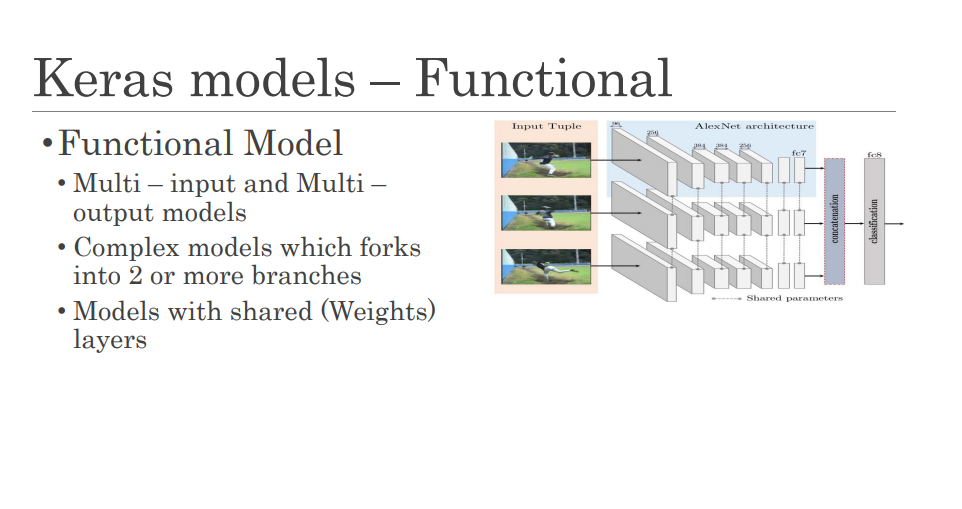 Keras models – Functional
•Functional Model
• Multi – input and Multi –
output models
• Complex models which forks
into 2 or more branches
• Models with shared (Weights)
layers
Input Tuple
AlexNet architecture
96
256
384
384
256
fc7
fc8
concatenation
classification
Shared parameters